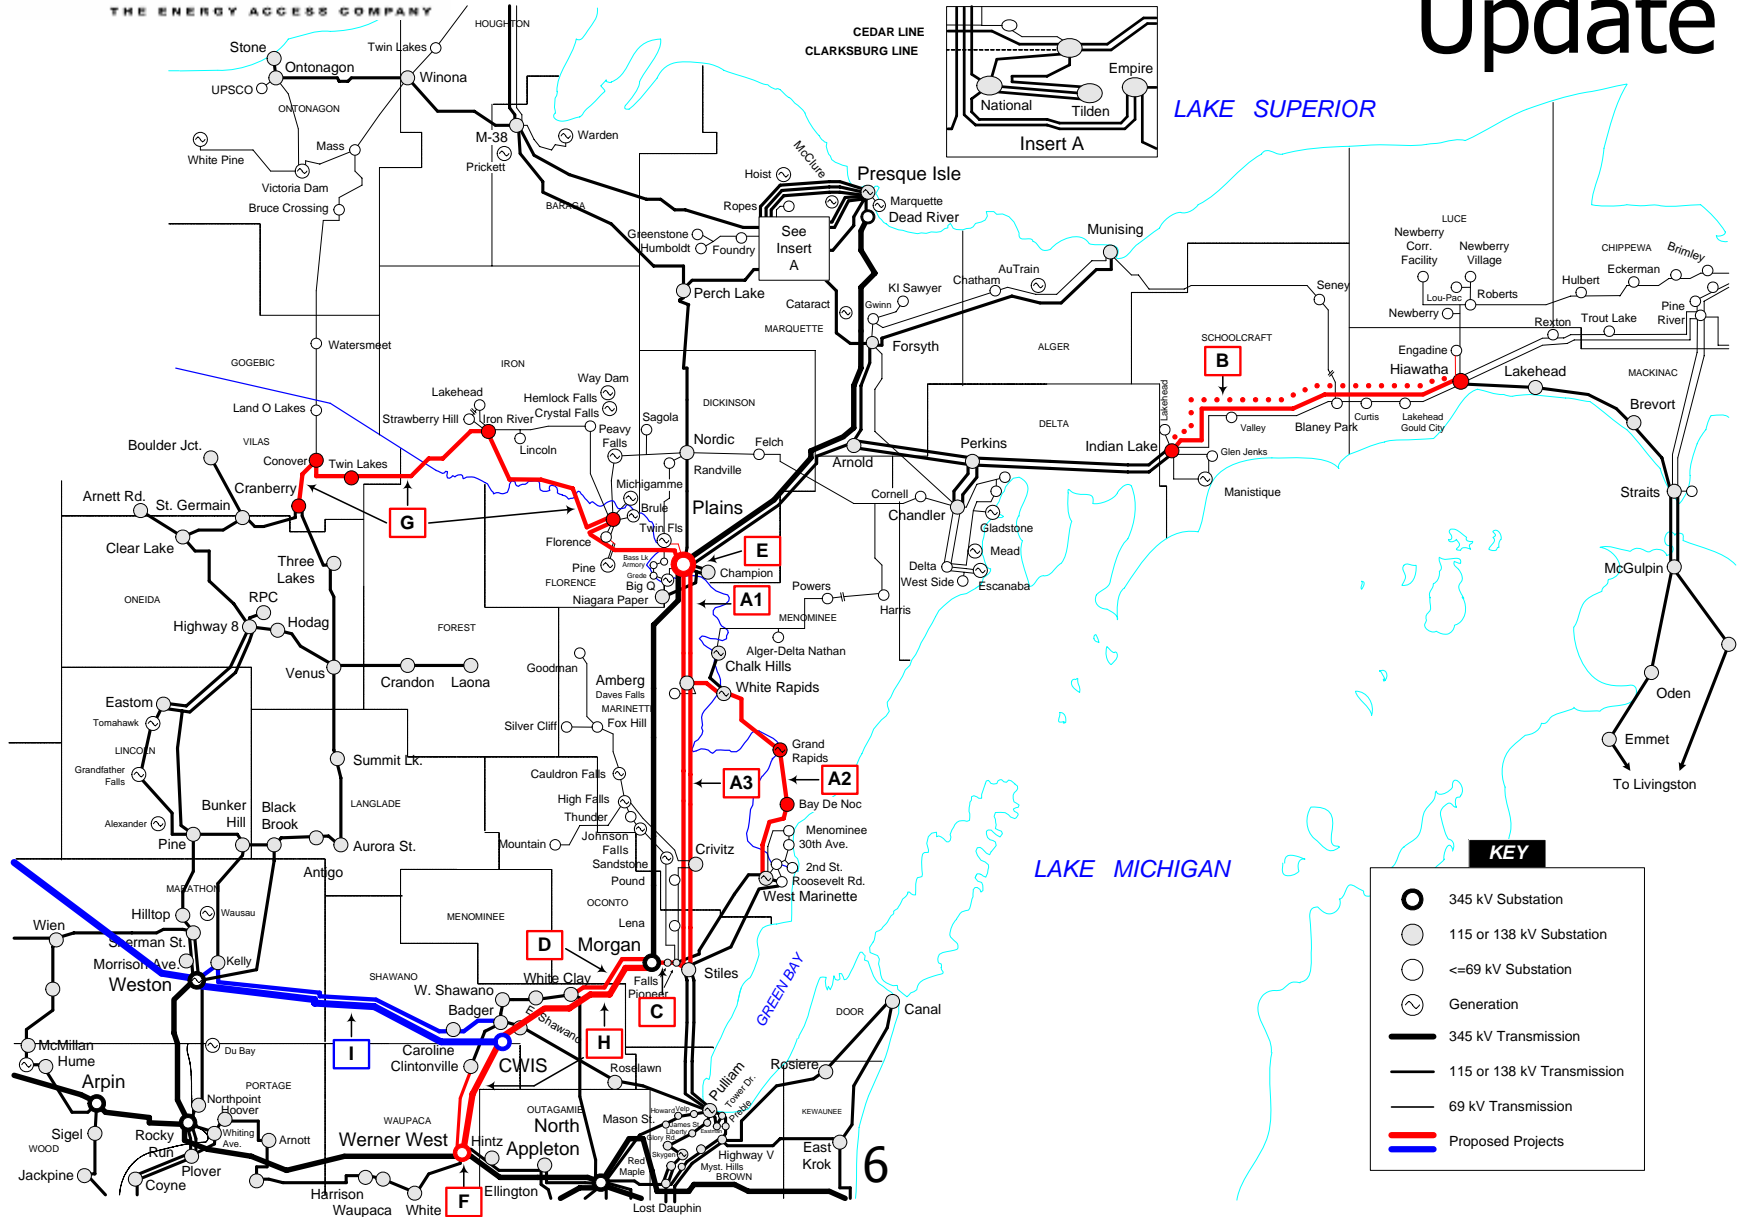 THE ENERGY ACCESS COMPANY
Update
HOUGHTON
CEDAR LINE
CLARKSBURG LINE
National
Tilden
Empire
Insert A
LAKE SUPERIOR
Stone
Twin Lakes
Ontonagon
Winona
UPSCO
ONTONAGON
M-38
Warden
Prickett
Mass
White Pine
Victoria Dam
Bruce Crossing
BARAGA
Hoist
McClure
Presque Isle
Ropes
Marquette
Dead River
Greenstone
Humboldt
Foundry
See
Insert
A
Munising
Perch Lake
Cataract
Gwinn
KI Sawyer
Chatham
AuTrain
MARQUETTE
Forsyth
ALGER
Seney
LUCE
Newberry
Corr.
Facility
Newberry
Village
Lou-Pac
Roberts
Newberry
CHIPPEWA
Brimley
Hulbert
Eckerman
Pine
River
Rexton
Trout Lake
SCHOOLCRAFT
B
Engadine
Hiawatha
Lakehead
MACKINAC
Brevort
Watersmeet
GOGEBIC
IRON
Way Dam
Hemlock Falls
Crystal Falls
Lakehead
Strawberry Hill
Iron River
Lincoln
Peavy
Falls
Sagola
DICKINSON
Nordic
Felch
Randville
Land O Lakes
VILAS
Boulder Jct.
Conover
Twin Lakes
Cranberry
Arnett Rd.
St. Germain
G
Clear Lake
Michigamme
Brule
Plains
Twin Fls
Florence
Pine
FLORENCE
Bass Lk
Armory
Grede
Big Q
Niagara Paper
E
Champion
A1
Arnold
Perkins
DELTA
Cornell
Chandler
Gladstone
Mead
Delta
West Side
Escanaba
Powers
Harris
MENOMINEE
Lakehead
Indian Lake
Valley
Glen Jenks
Manistique
Blaney Park
Curtis
Lakehead
Gould City
Straits
McGulpin
Oden
Emmet
To Livingston
Three
Lakes
ONEIDA
RPC
Highway 8
Hodag
FOREST
Venus
Crandon
Laona
Goodman
Alger-Delta Nathan
Chalk Hills
Amberg
Daves Falls
MARINETTE
White Rapids
Silver Cliff
Fox Hill
Eastom
Tomahawk
LINCOLN
Grandfather
Falls
Summit Lk.
Cauldron Falls
A3
A2
Grand
Rapids
Bay De Noc
LANGLADE
Bunker
Hill
Black
Brook
Alexander
Pine
Aurora St.
Antigo
High Falls
Thunder
Mountain
Johnson
Falls
Sandstone
Crivitz
Pound
Menominee
30th Ave.
2nd St.
Roosevelt Rd.
West Marinette
LAKE MICHIGAN
MARATHON
Hilltop
Wausau
Wien
Sherman St.
Morrison Ave.
Kelly
Weston
MENOMINEE
OCONTO
Lena
D
Morgan
Stiles
Falls
Pioneer
C
White Clay
SHAWANO
W. Shawano
Badger
E. Shawano
H
GREEN BAY
DOOR
Canal
McMillan
Hume
Du Bay
I
Caroline
Clintonville
CWIS
Roselawn
Rosiere
Pulliam
Tower Dr.
Preble
Arpin
PORTAGE
Northpoint
Hoover
Whiting
Ave.
Arnott
Sigel
WOOD
Rocky
Run
Plover
Jackpine
Coyne
WAUPACA
Werner West
Hintz
OUTAGAMIE
North
Appleton
Ellington
Harrison
Waupaca
White
F
Mason St.
Howard
Velp
James St.
Liberty
Glory Rd.
Eastman
Skygen
Red
Maple
Highway V
Myst. Hills
BROWN
Lost Dauphin
KEWAUNEE
East
Krok
6
KEY
345 kV Substation
115 or 138 kV Substation
<=69 kV Substation
Generation
345 kV Transmission
115 or 138 kV Transmission
69 kV Transmission
Proposed Projects